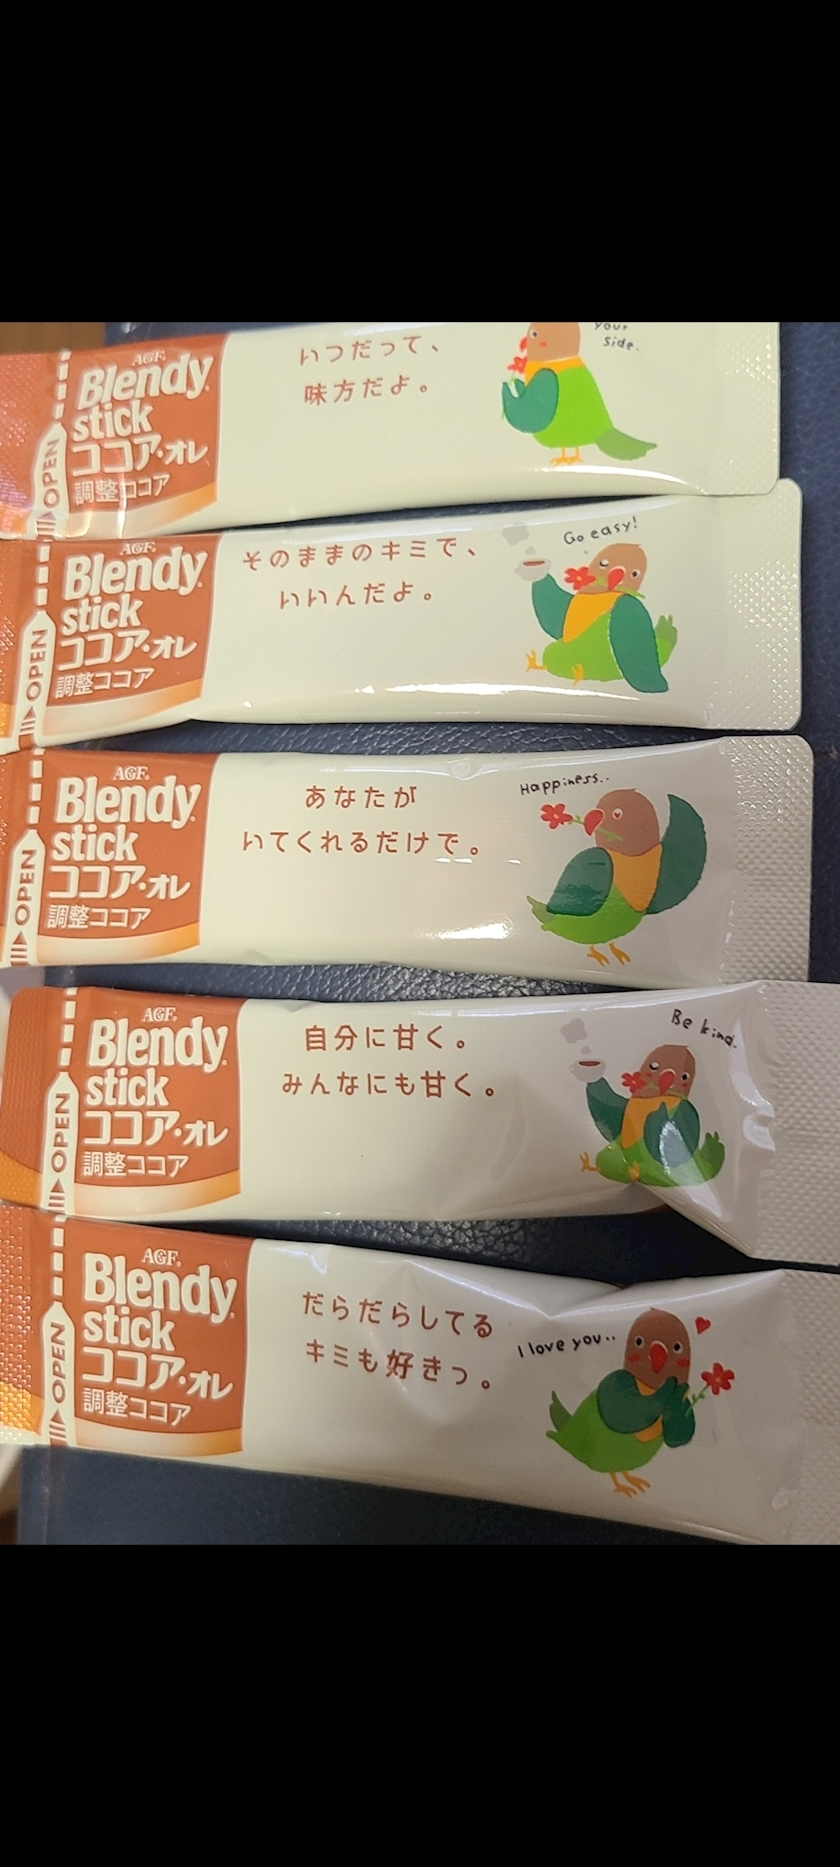 AGF
Blendy
stick
ココア・オレ
調整ココア
OPEN
いつだって、
味方だよ。
your
side.
AGF
Blendy
stick
ココア・オレ
調整ココア
OPEN
そのままのキミで、
いいんだよ。
Go easy!
AGF
Blendy
stick
ココア・オレ
調整ココア
OPEN
あなたが
いてくれるだけで。
Happiness..
AGF
Blendy
stick
ココア・オレ
調整ココア
OPEN
自分に甘く。
みんなにも甘く。
Be kind.
AGF
Blendy
stick
ココア・オレ
調整ココア
OPEN
だらだらしてる
キミも好きっ。
I love you..